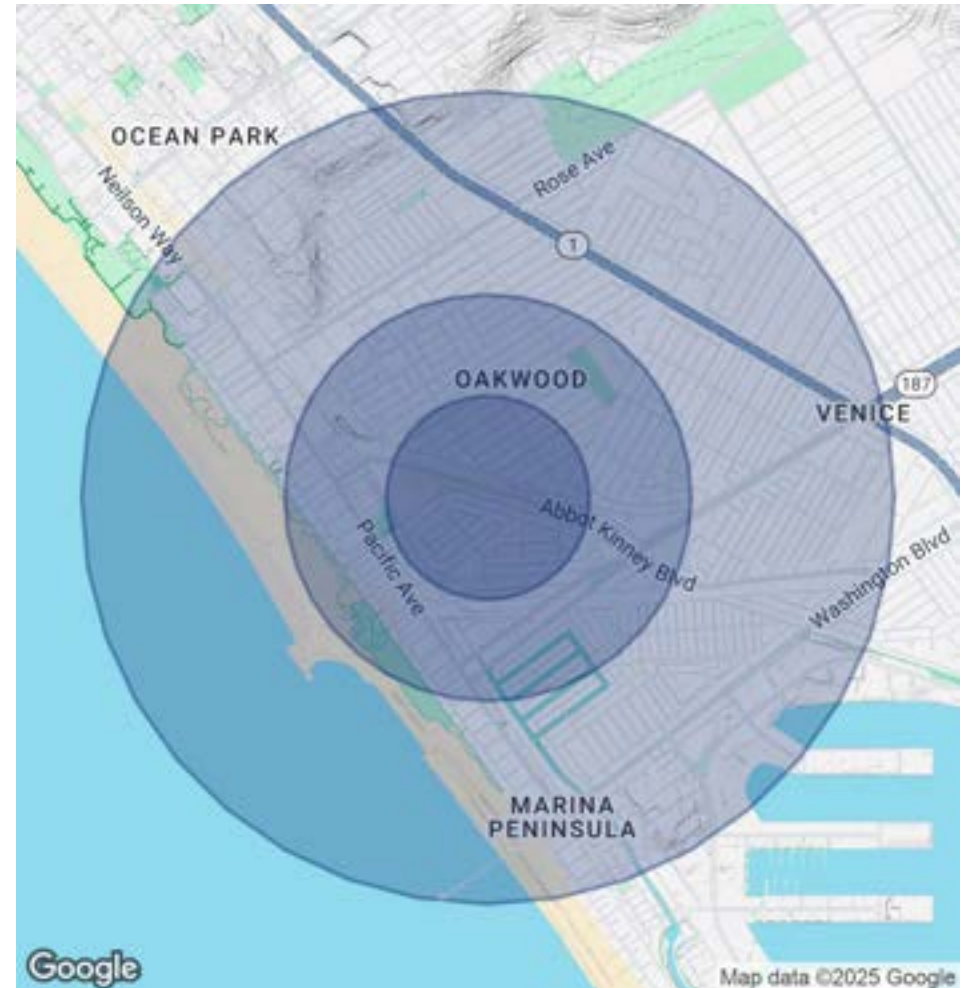 OCEAN PARK
Neilson Way
Rose Ave
1
OAKWOOD
187
VENICE
Abbot Kinney Blvd
Pacific Ave
Washington Blvd
MARINA
PENINSULA
Google
Map data ©2025 Google